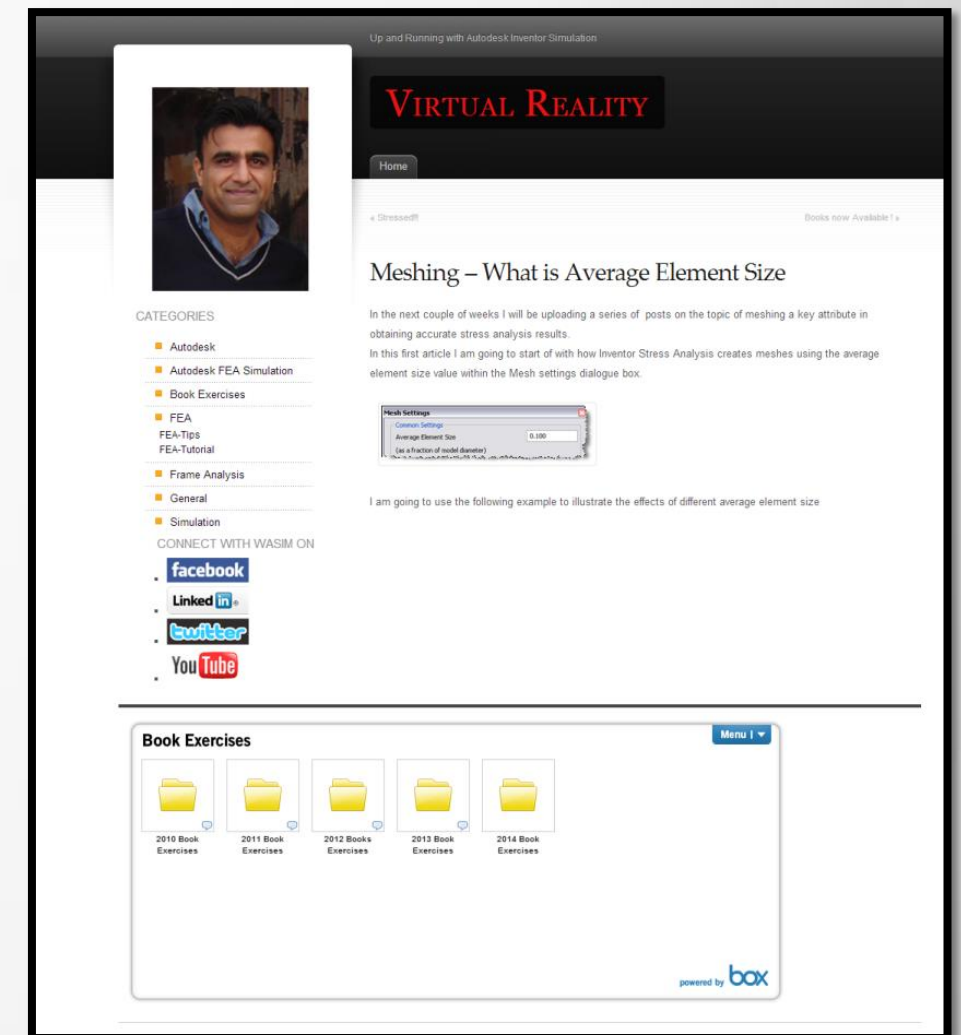 Up and Running with Autodesk Inventor Simulation
VIRTUAL REALITY
Home
« Stressed!!
Books now Available! »
Meshing – What is Average Element Size
In the next couple of weeks I will be uploading a series of posts on the topic of meshing a key attribute in
obtaining accurate stress analysis results.
In this first article I am going to start of with how Inventor Stress Analysis creates meshes using the average
element size value within the Mesh settings dialogue box.
Mesh Settings
Common Settings
Average Element Size 0.100
(as a fraction of model diameter)
I am going to use the following example to illustrate the effects of different average element size
CATEGORIES
Autodesk
Autodesk FEA Simulation
Book Exercises
FEA
FEA-Tips
FEA-Tutorial
Frame Analysis
General
Simulation
CONNECT WITH WASIM ON
facebook
Linked in
twitter
You Tube
Book Exercises
Menu |
2010 Book
Exercises
2011 Book
Exercises
2012 Books
Exercises
2013 Book
Exercises
2014 Book
Exercises
powered by box